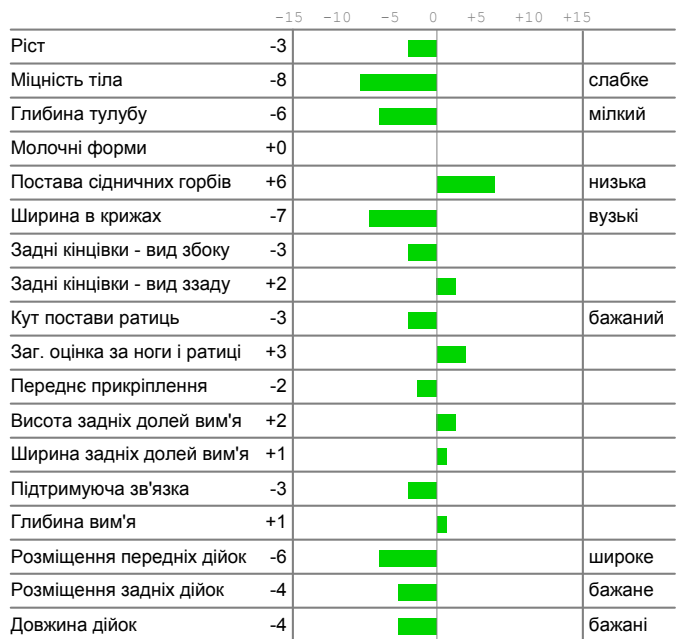 -15 -10 -5 0 +5 +10 +15
Ріст -3
Міцність тіла -8 слабке
Глибина тулубу -6 мілкий
Молочні форми +0
Постава сідничних горбів +6 низька
Ширина в крижах -7 вузькі
Задні кінцівки - вид збоку -3
Задні кінцівки - вид ззаду +2
Кут постави ратиць -3 бажаний
Заг. оцінка за ноги і ратиці +3
Переднє прикріплення -2
Висота задніх долей вим'я +2
Ширина задніх долей вим'я +1
Підтримуюча зв'язка -3
Глибина вим'я +1
Розміщення передніх дійок -6 широке
Розміщення задніх дійок -4 бажане
Довжина дійок -4 бажані